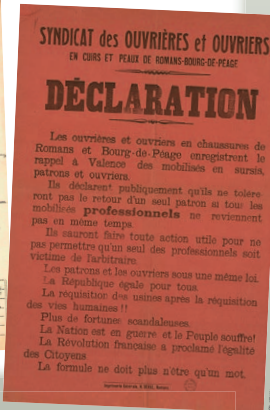 SYNDICAT des OUVRIÈRES et OUVRIERS
EN CUIRS ET PEAUX DE ROMANS-BOURG-DE-PÉAGE
DÉCLARATION
Les ouvrières et ouvriers en chaussures de
Romans et Bourg-de-Péage enregistrent le
rappel à Valence des mobilisés en sursis,
patrons et ouvriers.
Ils déclarent publiquement qu'ils ne tolère-
ront pas le retour d'un seul patron si tous les
mobilisés professionnels ne reviennent
pas en même temps.
Ils sauront faire toute action utile pour ne
pas permettre qu'un seul des professionnels soit
victime de l'arbitraire.
Les patrons et les ouvriers sous une même loi.
La République égale pour tous.
La réquisition des usines après la réquisition
des vies humaines !!
Plus de fortunes scandaleuses.
La Nation est en guerre et le Peuple souffre!
La Révolution française a proclamé l'égalité
des Citoyens.
La formule ne doit plus n'être qu'un mot.